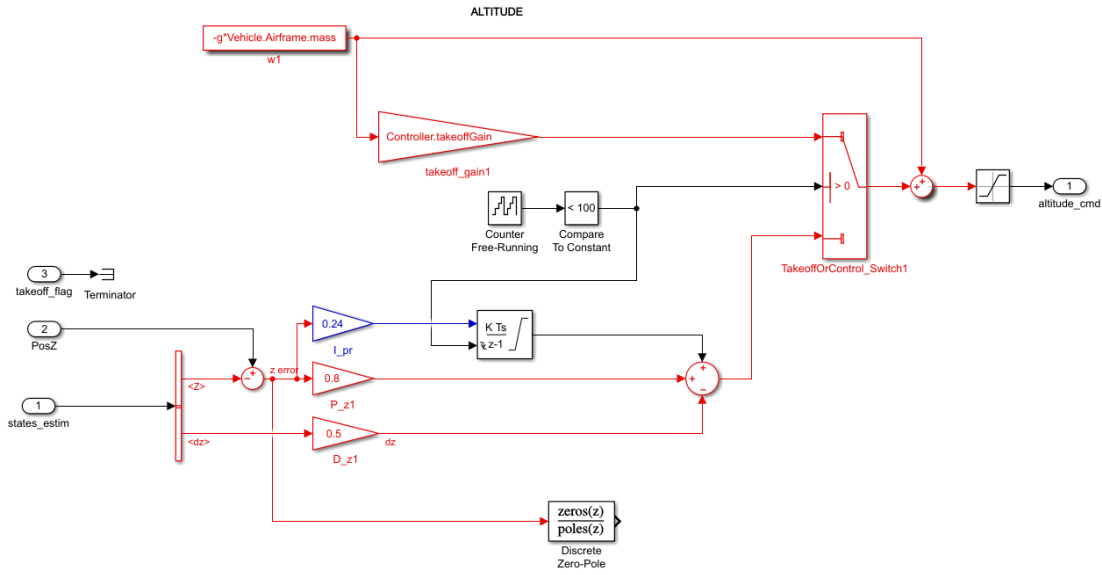 ALTITUDE
-g*Vehicle.Airframe.mass
w1
Controller.takeoffGain
takeoff_gain1
Counter
Free-Running
< 100
Compare
To Constant
> 0
TakeoffOrControl_Switch1
+
+
1
altitude_cmd
3
takeoff_flag
Terminator
2
PosZ
1
states_estim
<Z>
<dz>
+
−
z error
0.24
I_pr
0.8
P_z1
0.5
D_z1
dz
K Ts
z-1
+
+
−
zeros(z)
poles(z)
Discrete
Zero-Pole